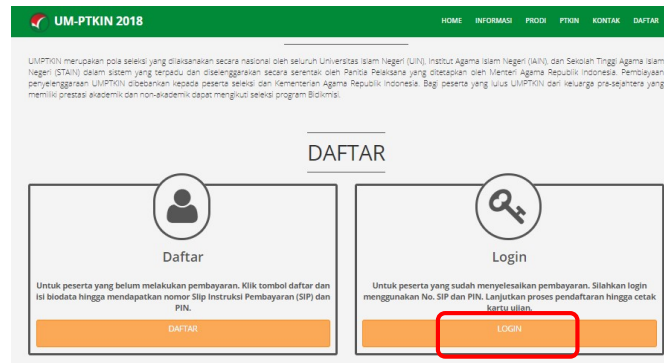 UM-PTKIN 2018
HOME INFORMASI PRODI PTKIN KONTAK DAFTAR
UMPTKIN merupakan pola seleksi yang dilaksanakan secara nasional oleh seluruh Universitas Islam Negeri (UIN), Institut Agama Islam Negeri (IAIN), dan Sekolah Tinggi Agama Islam
Negeri (STAIN) dalam sistem yang terpadu dan diselenggarakan secara serentak oleh Panitia Pelaksana yang ditetapkan oleh Menteri Agama Republik Indonesia. Pembiayaan
penyelenggaraan UMPTKIN dibebankan kepada peserta seleksi dan Kementerian Agama Republik Indonesia. Bagi peserta yang lulus UMPTKIN dari keluarga pra-sejahtera yang
memiliki prestasi akademik dan non-akademik dapat mengikuti seleksi program Bidikmisi.
DAFTAR
Daftar
Untuk peserta yang belum melakukan pembayaran. Klik tombol daftar dan
isi biodata hingga mendapatkan nomor Slip Instruksi Pembayaran (SIP) dan
PIN.
DAFTAR
Login
Untuk peserta yang sudah menyelesaikan pembayaran. Silahkan login
menggunakan No. SIP dan PIN. Lanjutkan proses pendaftaran hingga cetak
kartu ujian.
LOGIN